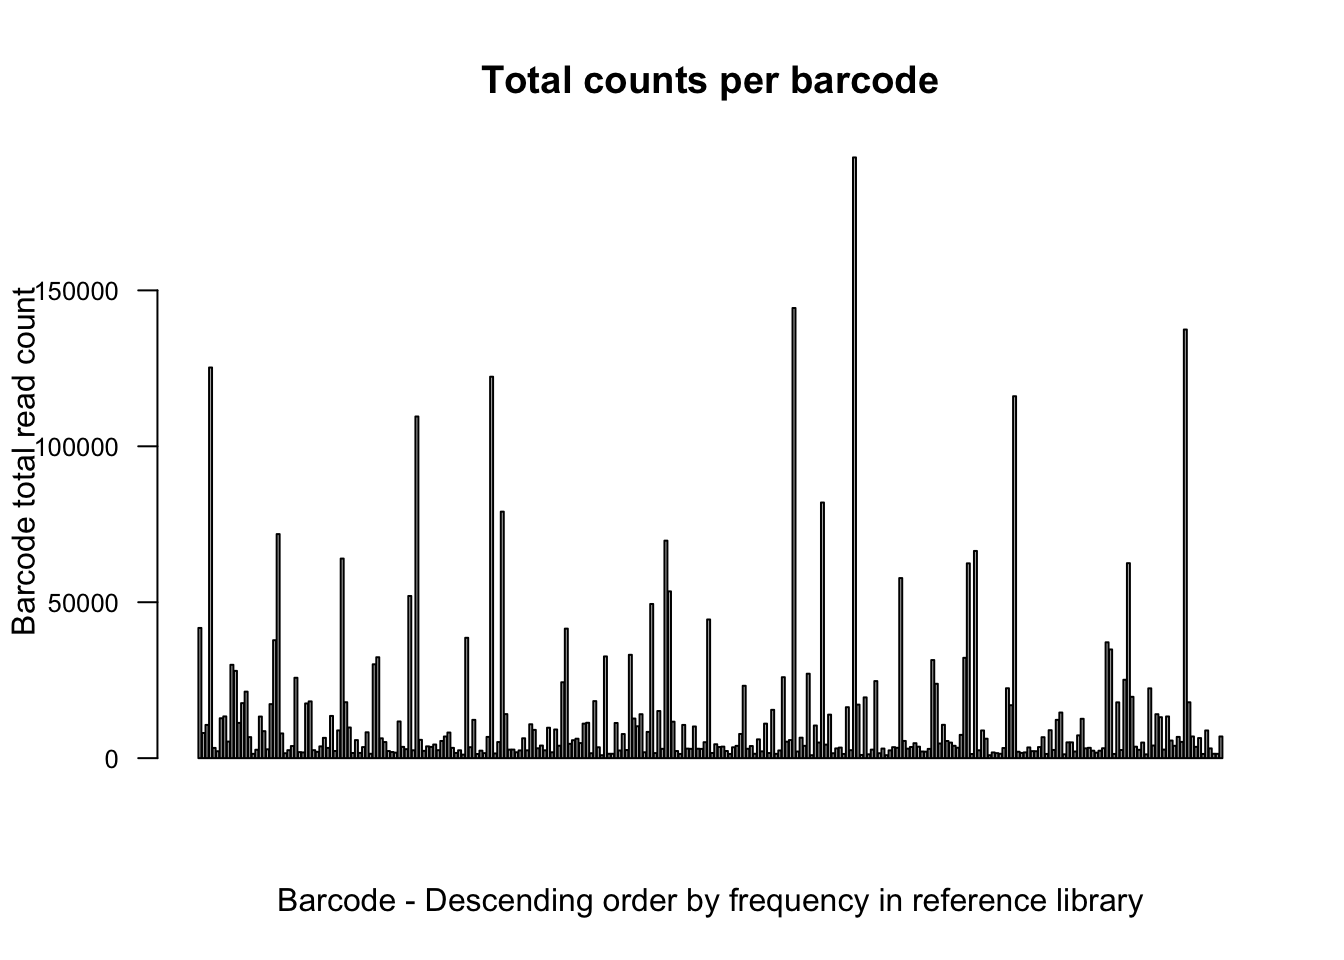 Total counts per barcode
Barcode total read count
150000
100000
50000
0
Barcode - Descending order by frequency in reference library